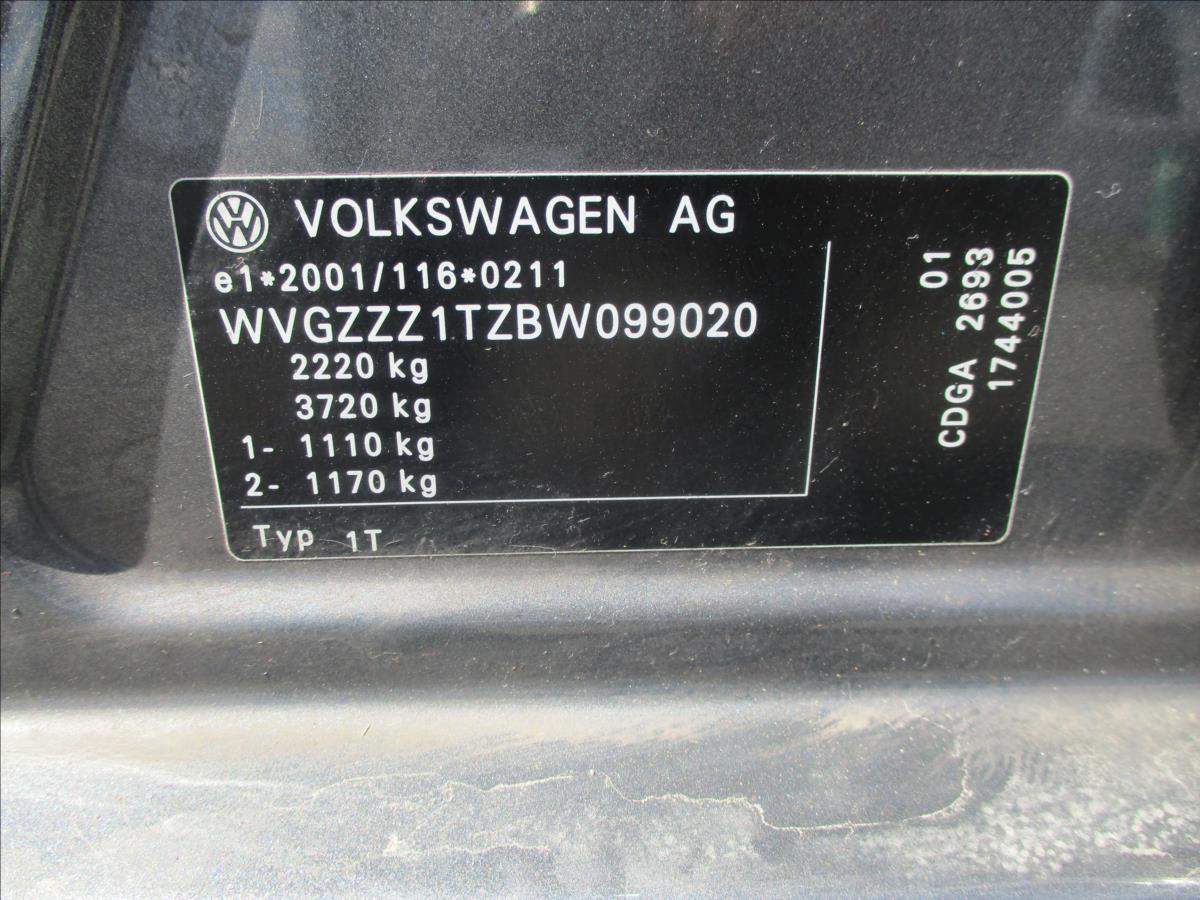 VOLKSWAGEN AG
e1*2001/116*0211
WVGZZZ1TZBW099020
2220 kg
3720 kg
1- 1110 kg
2- 1170 kg
Typ 1T
01
CDGA 2693
1744005